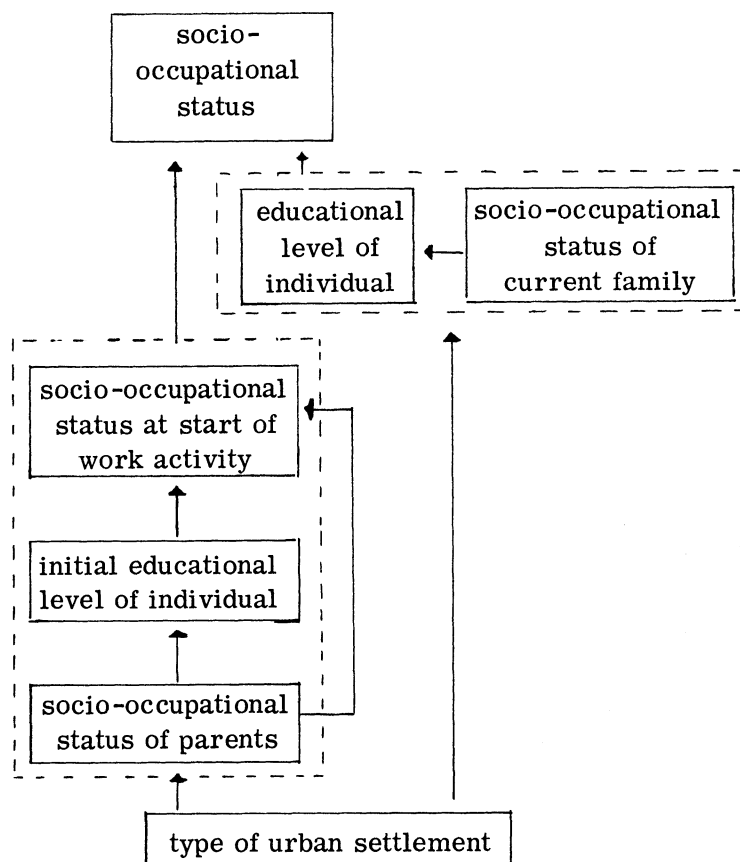 socio-
occupational
status
educational
level of
individual
socio-occupational
status of
current family
socio-occupational
status at start of
work activity
initial educational
level of individual
socio-occupational
status of parents
type of urban settlement